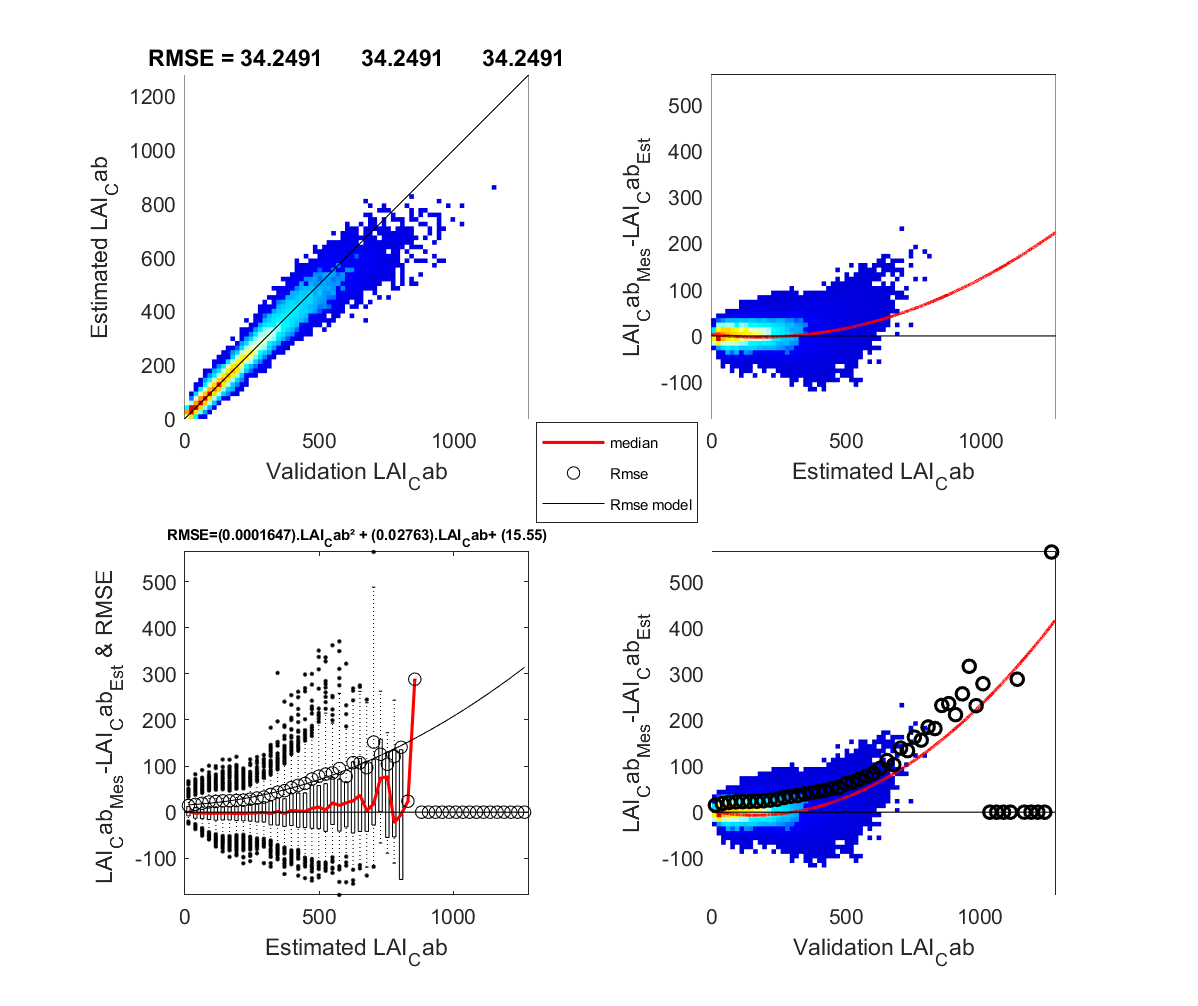 RMSE = 34.2491 34.2491 34.2491
1200
1000
800
600
400
200
0
0 500 1000
Estimated LAI_Cab
Validation LAI_Cab
500
400
300
200
100
0
-100
0 500 1000
LAI_Cab_Mes-LAI_Cab_Est
Estimated LAI_Cab
median
Rmse
Rmse model
RMSE=(0.0001647).LAI_Cab² + (0.02763).LAI_Cab+ (15.55)
500
400
300
200
100
0
-100
0 500 1000
LAI_Cab_Mes-LAI_Cab_Est & RMSE
Estimated LAI_Cab
500
400
300
200
100
0
-100
0 500 1000
LAI_Cab_Mes-LAI_Cab_Est
Validation LAI_Cab